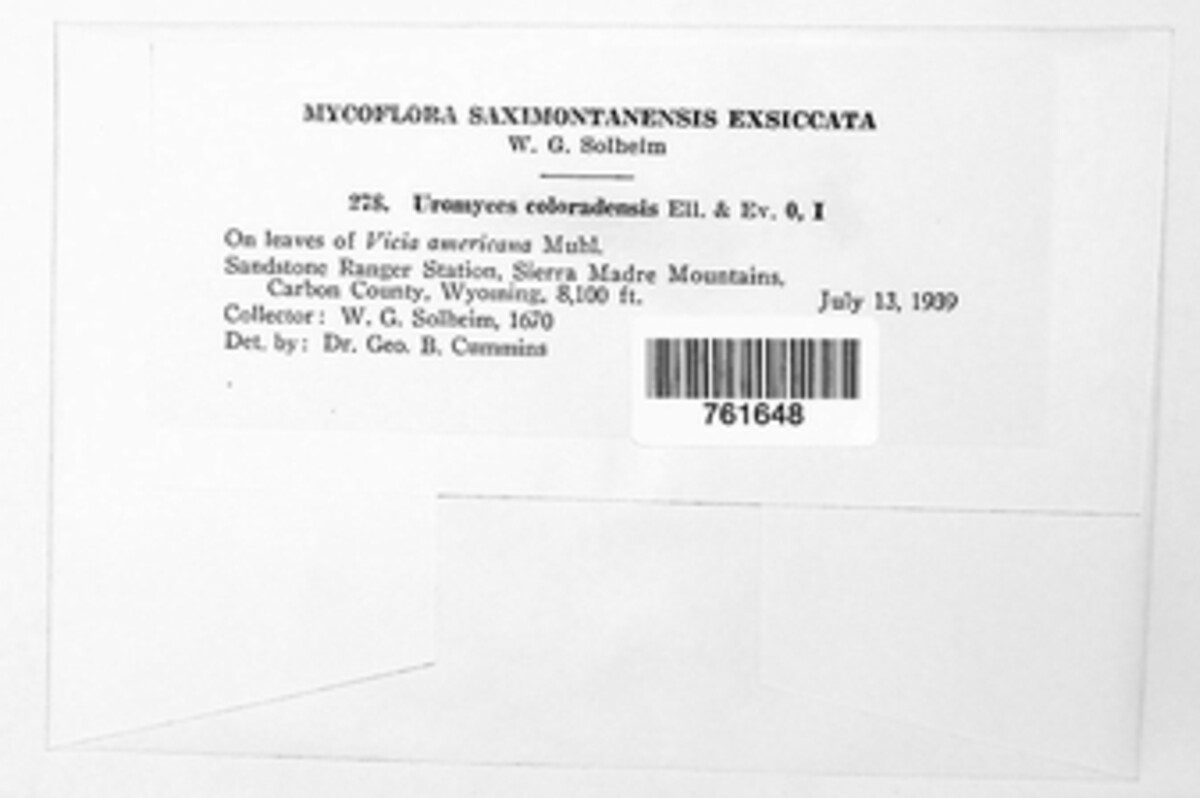 MYCOFLORA SAXIMONTANENSIS EXSICCATA
W. G. Solheim
278. Uromyces coloradensis Ell. & Ev. 0, I
On leaves of Vicia americana Muhl.
Sandstone Ranger Station, Sierra Madre Mountains,
Carbon County, Wyoming, 8,100 ft. July 13, 1939
Collector: W. G. Solheim, 1670
Det. by: Dr. Geo. B. Cummins
761648